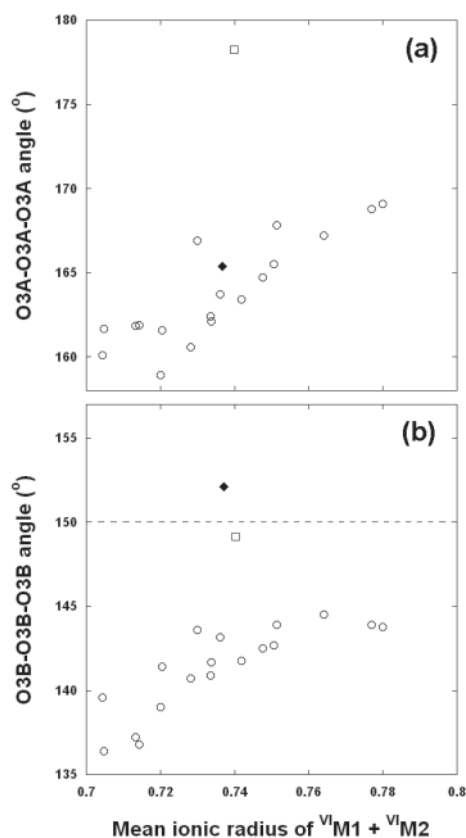 180
(a)
175
170
165
160
O3A-O3A-O3A angle (°)
(b)
155
150
145
140
135
O3B-O3B-O3B angle (°)
0.7 0.72 0.74 0.76 0.78 0.8
Mean ionic radius of ⱽᴵM1 + ⱽᴵM2